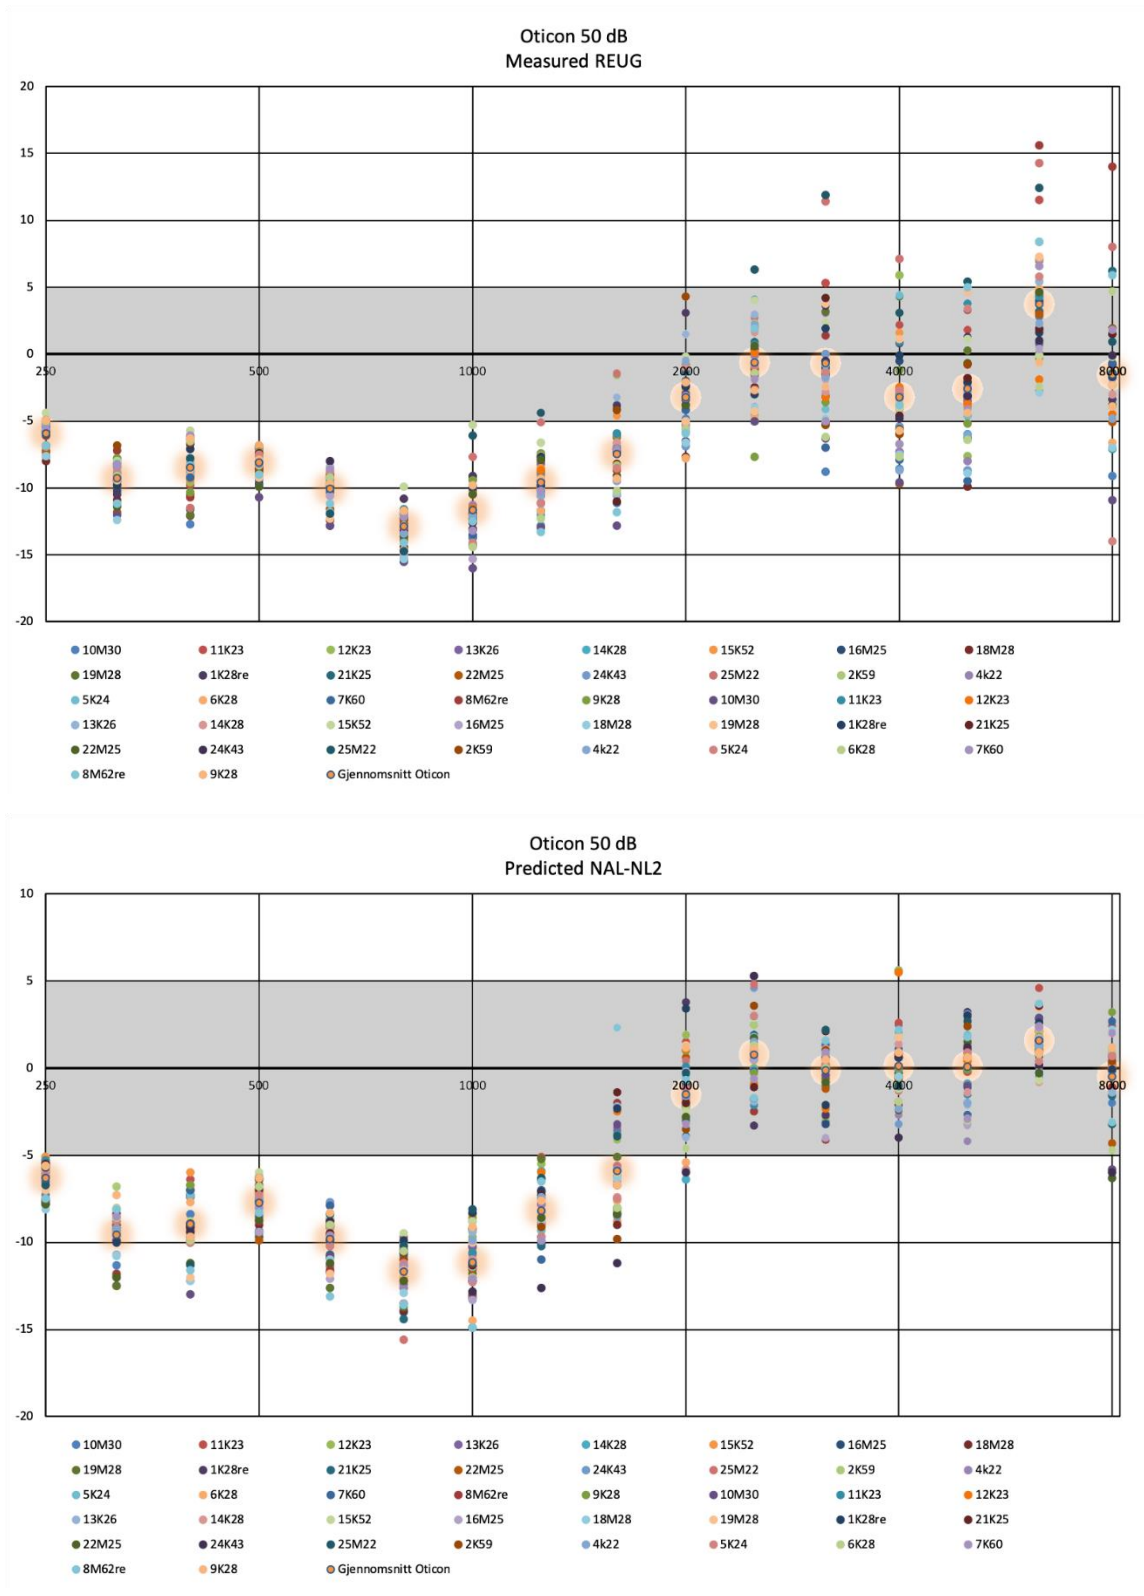 Oticon 50 dB
Measured REUG
20
15
10
5
0
250 500 1000 2000 4000 8000
-5
-10
-15
-20
10M30 11K23 12K23 13K26 14K28 15K52 16M25 18M28
19M28 1K28re 21K25 22M25 24K43 25M22 2K59 4k22
5K24 6K28 7K60 8M62re 9K28 10M30 11K23 12K23
13K26 14K28 15K52 16M25 18M28 19M28 1K28re 21K25
22M25 24K43 25M22 2K59 4k22 5K24 6K28 7K60
8M62re 9K28 Gjennomsnitt Oticon
Oticon 50 dB
Predicted NAL-NL2
10
5
0
250 500 1000 2000 4000 8000
-5
-10
-15
-20
10M30 11K23 12K23 13K26 14K28 15K52 16M25 18M28
19M28 1K28re 21K25 22M25 24K43 25M22 2K59 4k22
5K24 6K28 7K60 8M62re 9K28 10M30 11K23 12K23
13K26 14K28 15K52 16M25 18M28 19M28 1K28re 21K25
22M25 24K43 25M22 2K59 4k22 5K24 6K28 7K60
8M62re 9K28 Gjennomsnitt Oticon